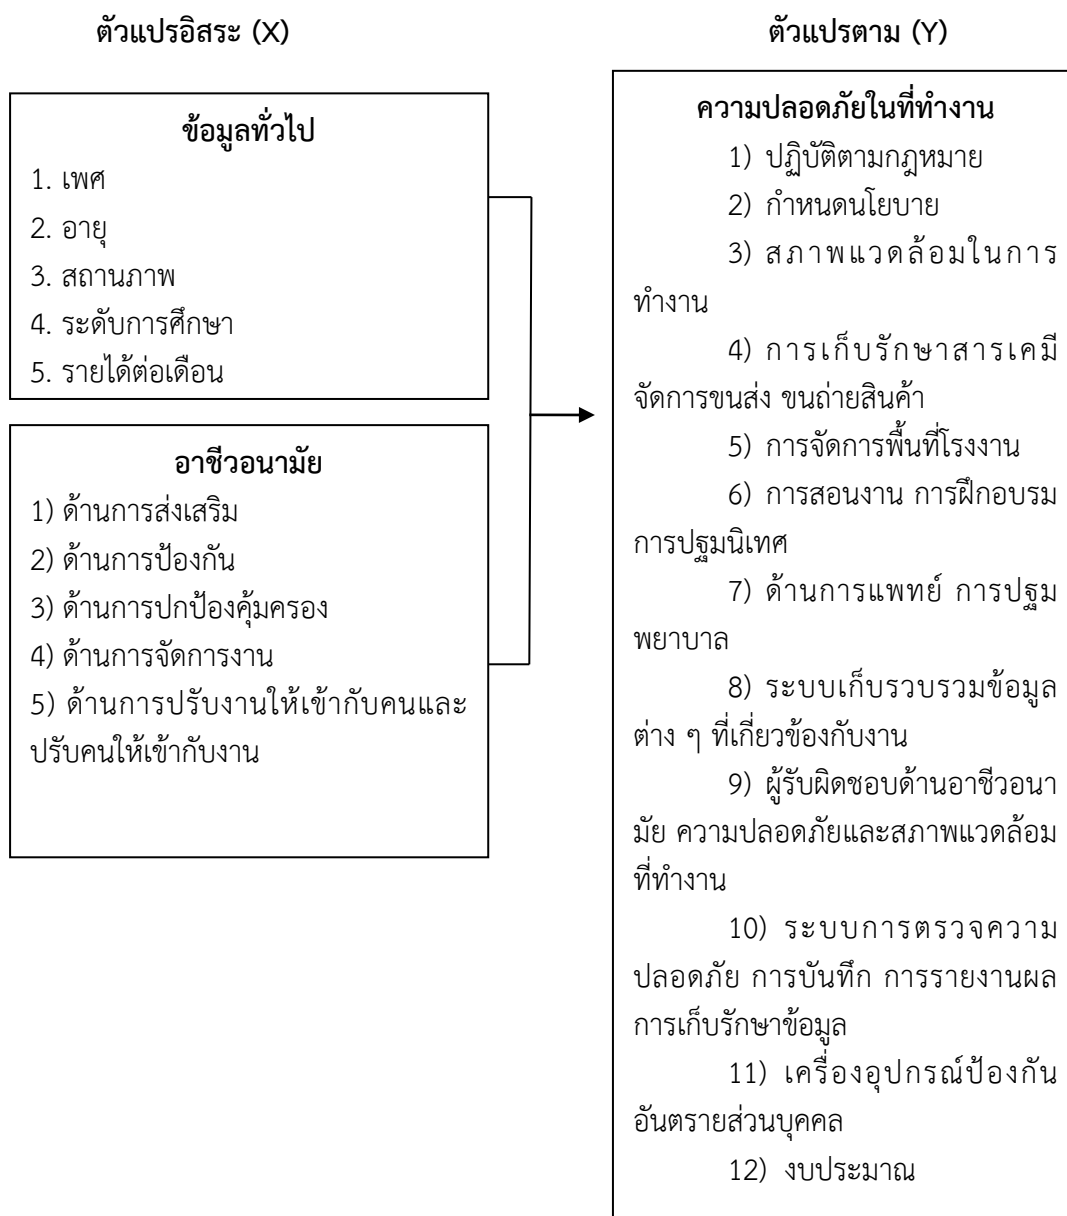 ตัวแปรอิสระ (X)
ข้อมูลทั่วไป
1. เพศ
2. อายุ
3. สถานภาพ
4. ระดับการศึกษา
5. รายได้ต่อเดือน
อาชีวอนามัย
1) ด้านการส่งเสริม
2) ด้านการป้องกัน
3) ด้านการปกป้องคุ้มครอง
4) ด้านการจัดการงาน
5) ด้านการปรับงานให้เข้ากับคนและ
ปรับคนให้เข้ากับงาน
ตัวแปรตาม (Y)
ความปลอดภัยในที่ทำงาน
1) ปฏิบัติตามกฎหมาย
2) กำหนดนโยบาย
3) สภาพแวดล้อมในการ
ทำงาน
4) การเก็บรักษาสารเคมี
จัดการขนส่ง ขนถ่ายสินค้า
5) การจัดการพื้นที่โรงงาน
6) การสอนงาน การฝึกอบรม
การปฐมนิเทศ
7) ด้านการแพทย์ การปฐม
พยาบาล
8) ระบบเก็บรวบรวมข้อมูล
ต่าง ๆ ที่เกี่ยวข้องกับงาน
9) ผู้รับผิดชอบด้านอาชีวอนา
มัย ความปลอดภัยและสภาพแวดล้อม
ที่ทำงาน
10) ระบบการตรวจความ
ปลอดภัย การบันทึก การรายงานผล
การเก็บรักษาข้อมูล
11) เครื่องอุปกรณ์ป้องกัน
อันตรายส่วนบุคคล
12) งบประมาณ